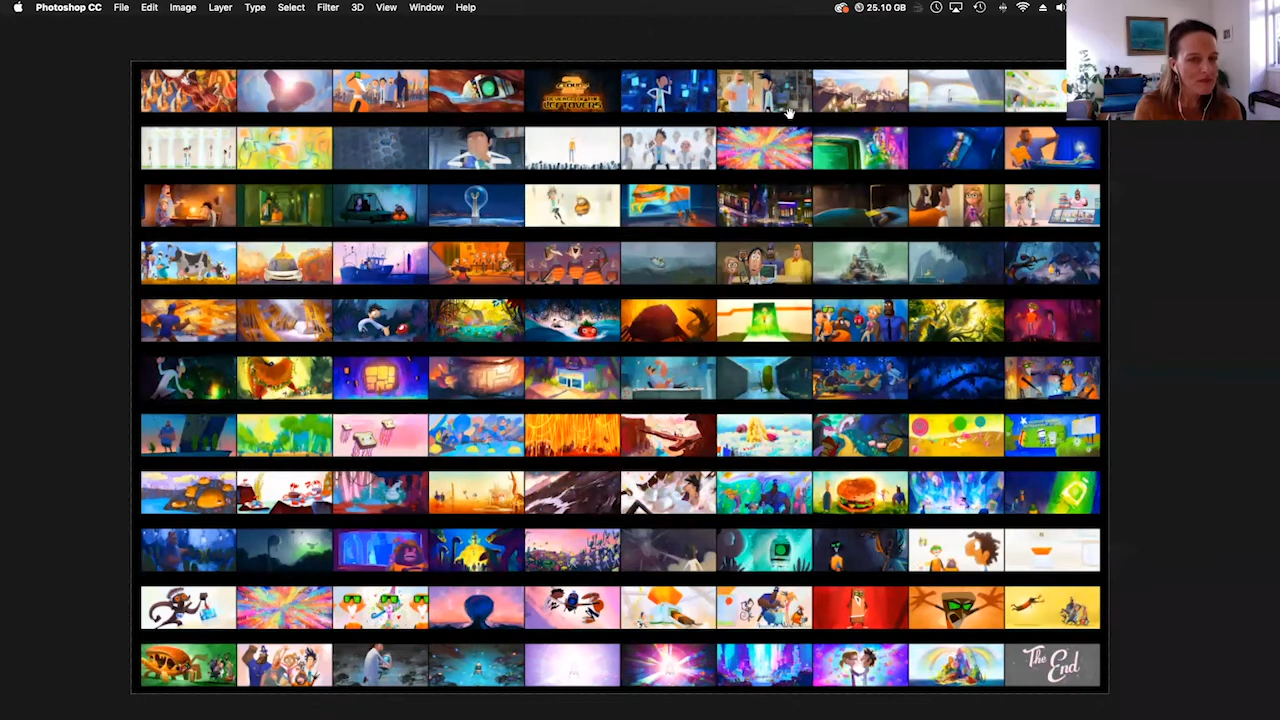 Photoshop CC File Edit Image Layer Type Select Filter 3D View Window Help 25.10 GB
LEFTOVERS
The End